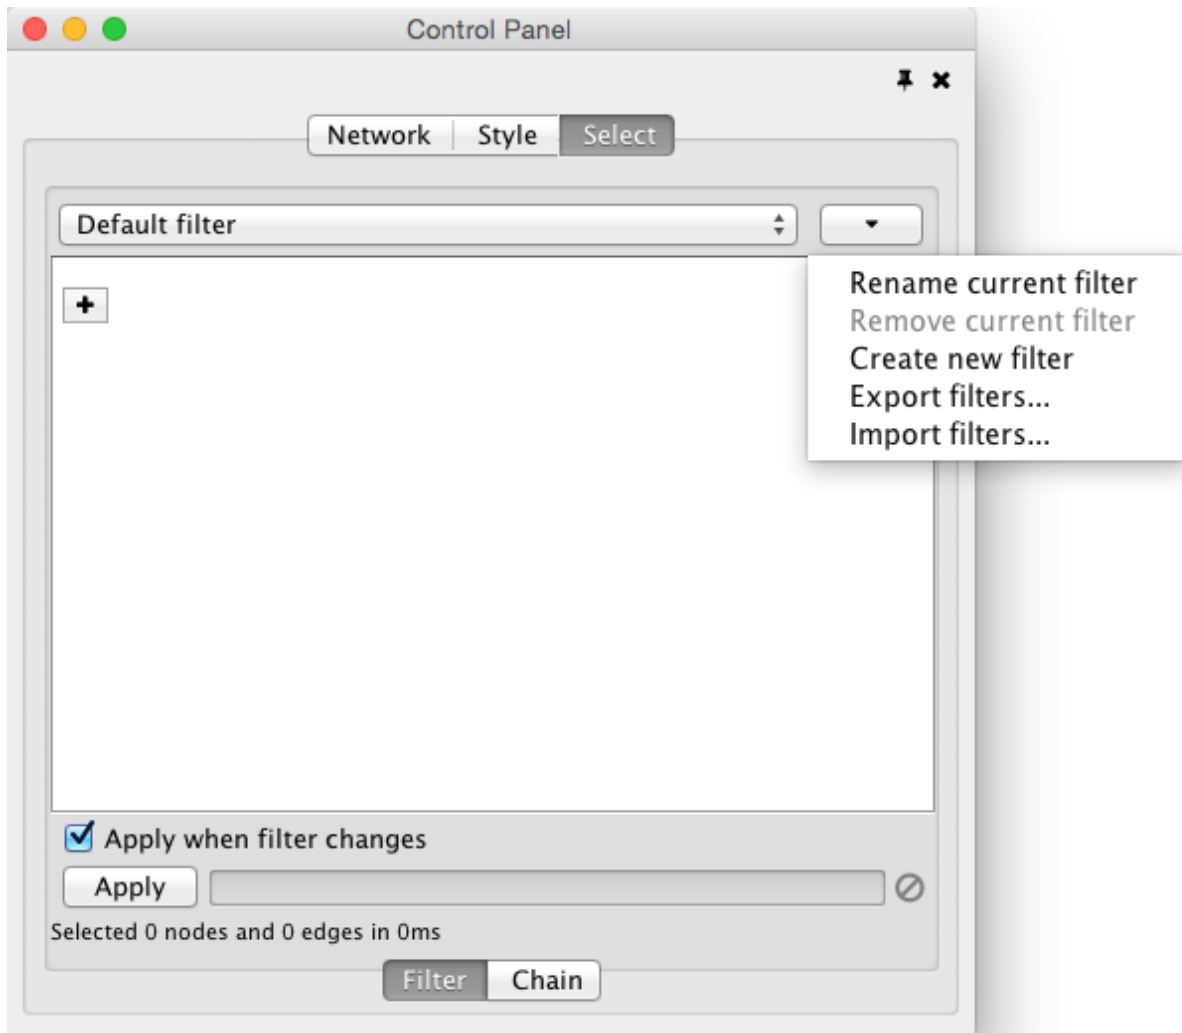 Control Panel
Network Style Select
Default filter
Rename current filter
Remove current filter
Create new filter
Export filters...
Import filters...
Apply when filter changes
Apply
Selected 0 nodes and 0 edges in 0ms
Filter Chain